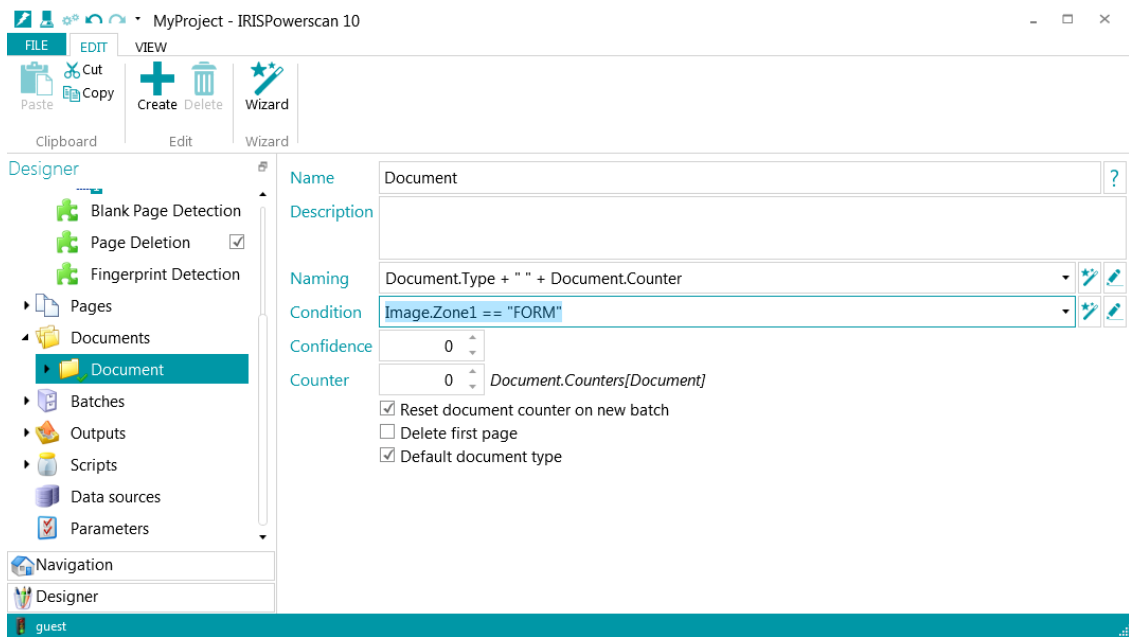 MyProject - IRISPowerscan 10
FILE EDIT VIEW
Paste
Cut
Copy
Create
Delete
Wizard
Clipboard
Edit
Wizard
Designer
Blank Page Detection
Page Deletion
Fingerprint Detection
Pages
Documents
Document
Batches
Outputs
Scripts
Data sources
Parameters
Navigation
Designer
Name Document ?
Description
Naming Document.Type + " " + Document.Counter
Condition Image.Zone1 == "FORM"
Confidence 0
Counter 0 Document.Counters[Document]
Reset document counter on new batch
Delete first page
Default document type
guest